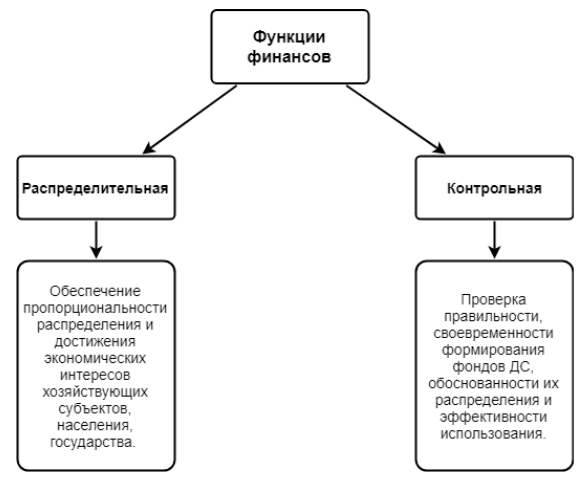 Функции
финансов
Распределительная
Контрольная
Обеспечение
пропорциональности
распределения и
достижения
экономических
интересов
хозяйствующих
субъектов,
населения,
государства.
Проверка
правильности,
своевременности
формирования
фондов ДС,
обоснованности их
распределения и
эффективности
использования.